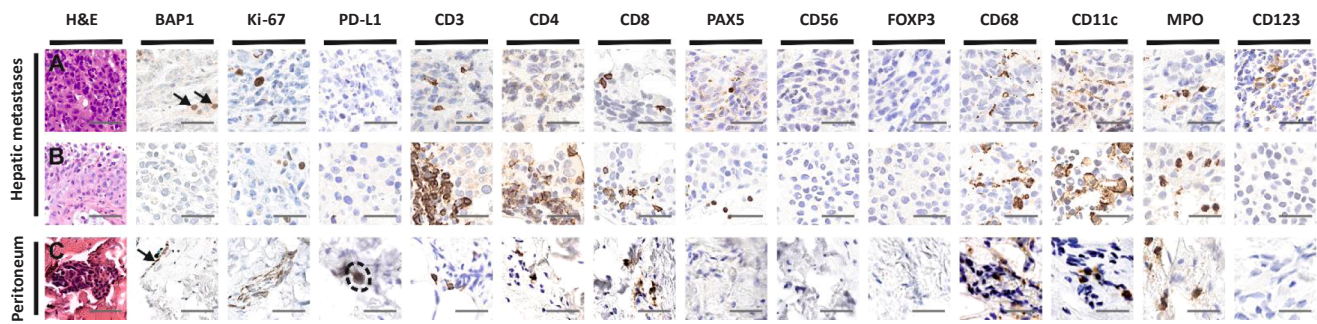 H&E BAP1 Ki-67 PD-L1 CD3 CD4 CD8 PAX5 CD56 FOXP3 CD68 CD11c MPO CD123
Hepatic metastases
A
B
Peritoneum
C